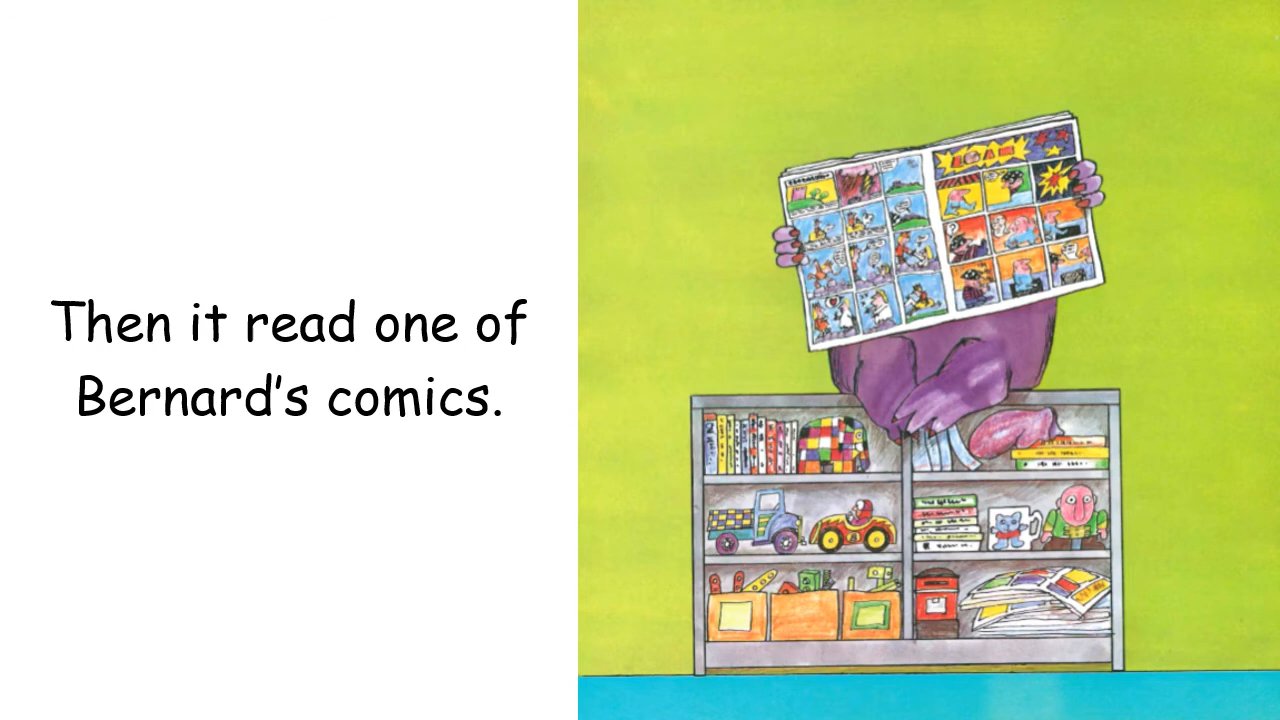 Then it read one of
Bernard’s comics.